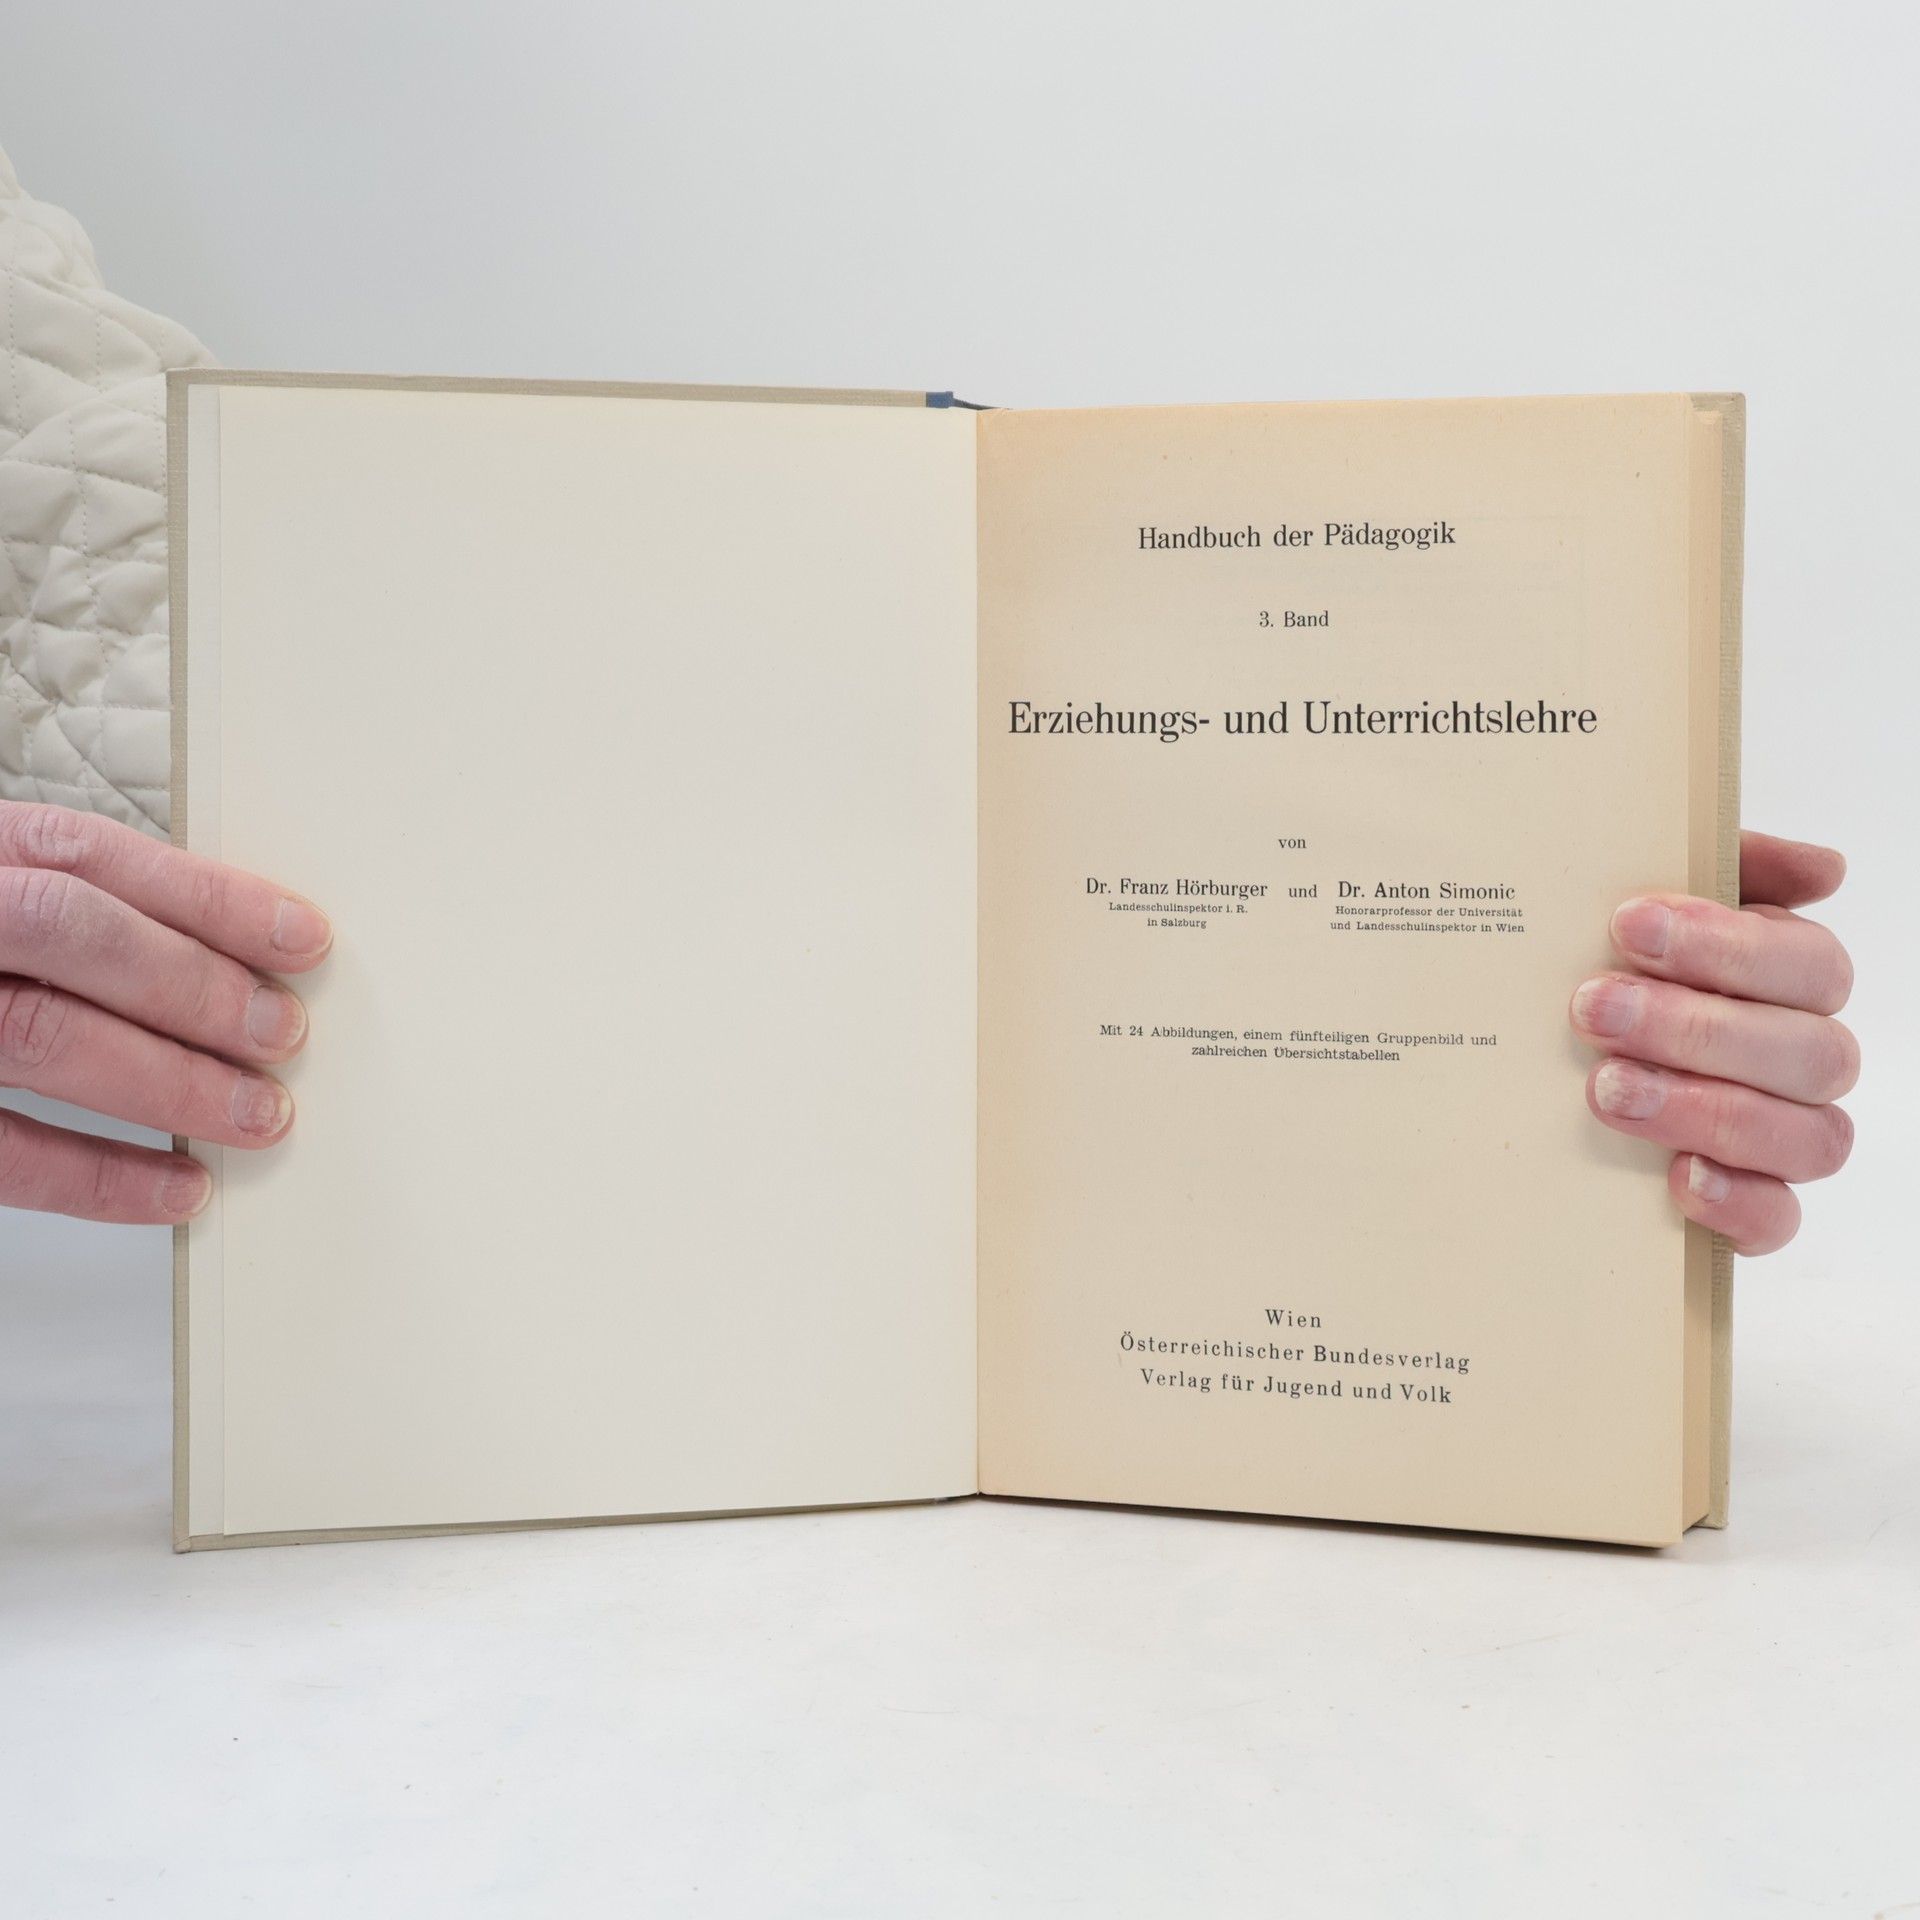 Handbuch der Pädagogik
3. Band
Erziehungs- und Unterrichtslehre
von
Dr. Franz Hörburger und Dr. Anton Simonic
Landesschulinspektor i. R. Honorarprofessor der Universität
in Salzburg und Landesschulinspektor in Wien
Mit 24 Abbildungen, einem fünfteiligen Gruppenbild und
zahlreichen Übersichtstabellen
Wien
Österreichischer Bundesverlag
Verlag für Jugend und Volk